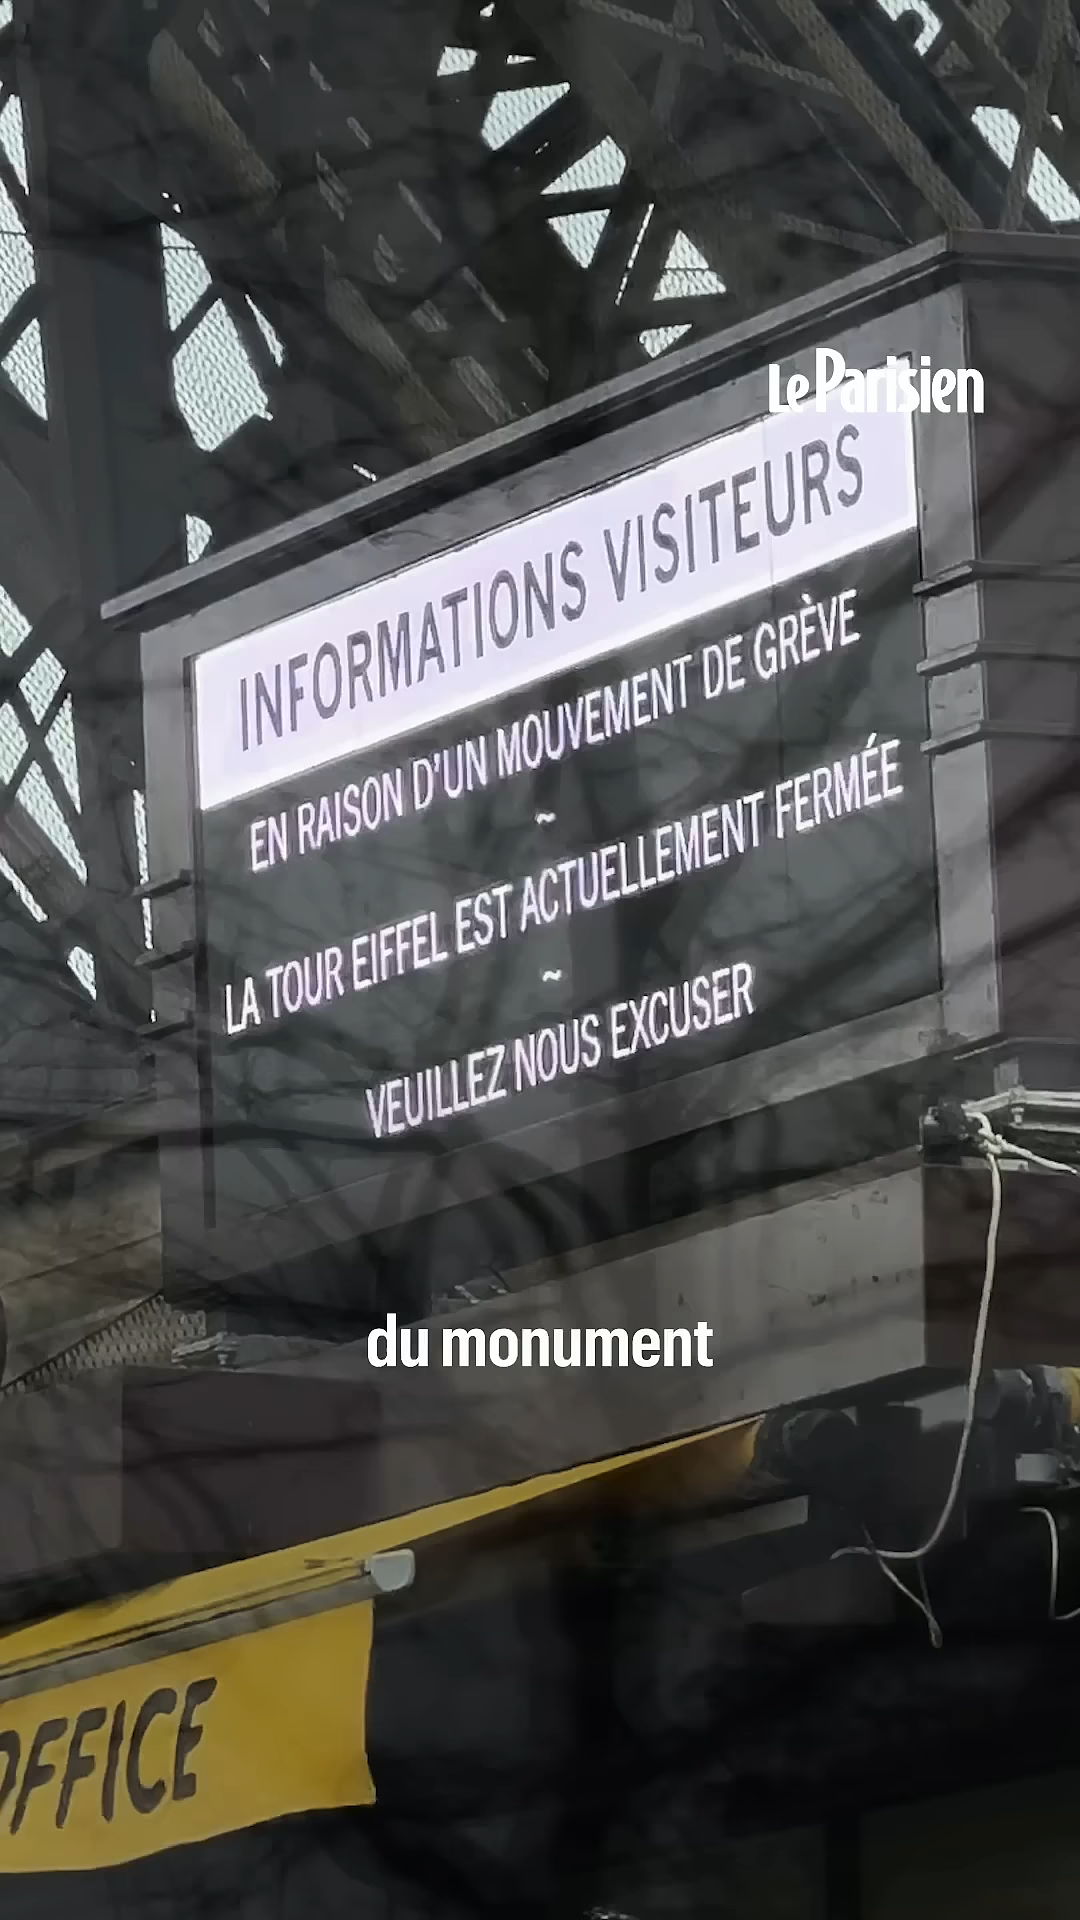 Le Parisien
INFORMATIONS VISITEURS
EN RAISON D'UN MOUVEMENT DE GRÈVE
~
LA TOUR EIFFEL EST ACTUELLEMENT FERMÉE
~
VEUILLEZ NOUS EXCUSER
du monument
OFFICE